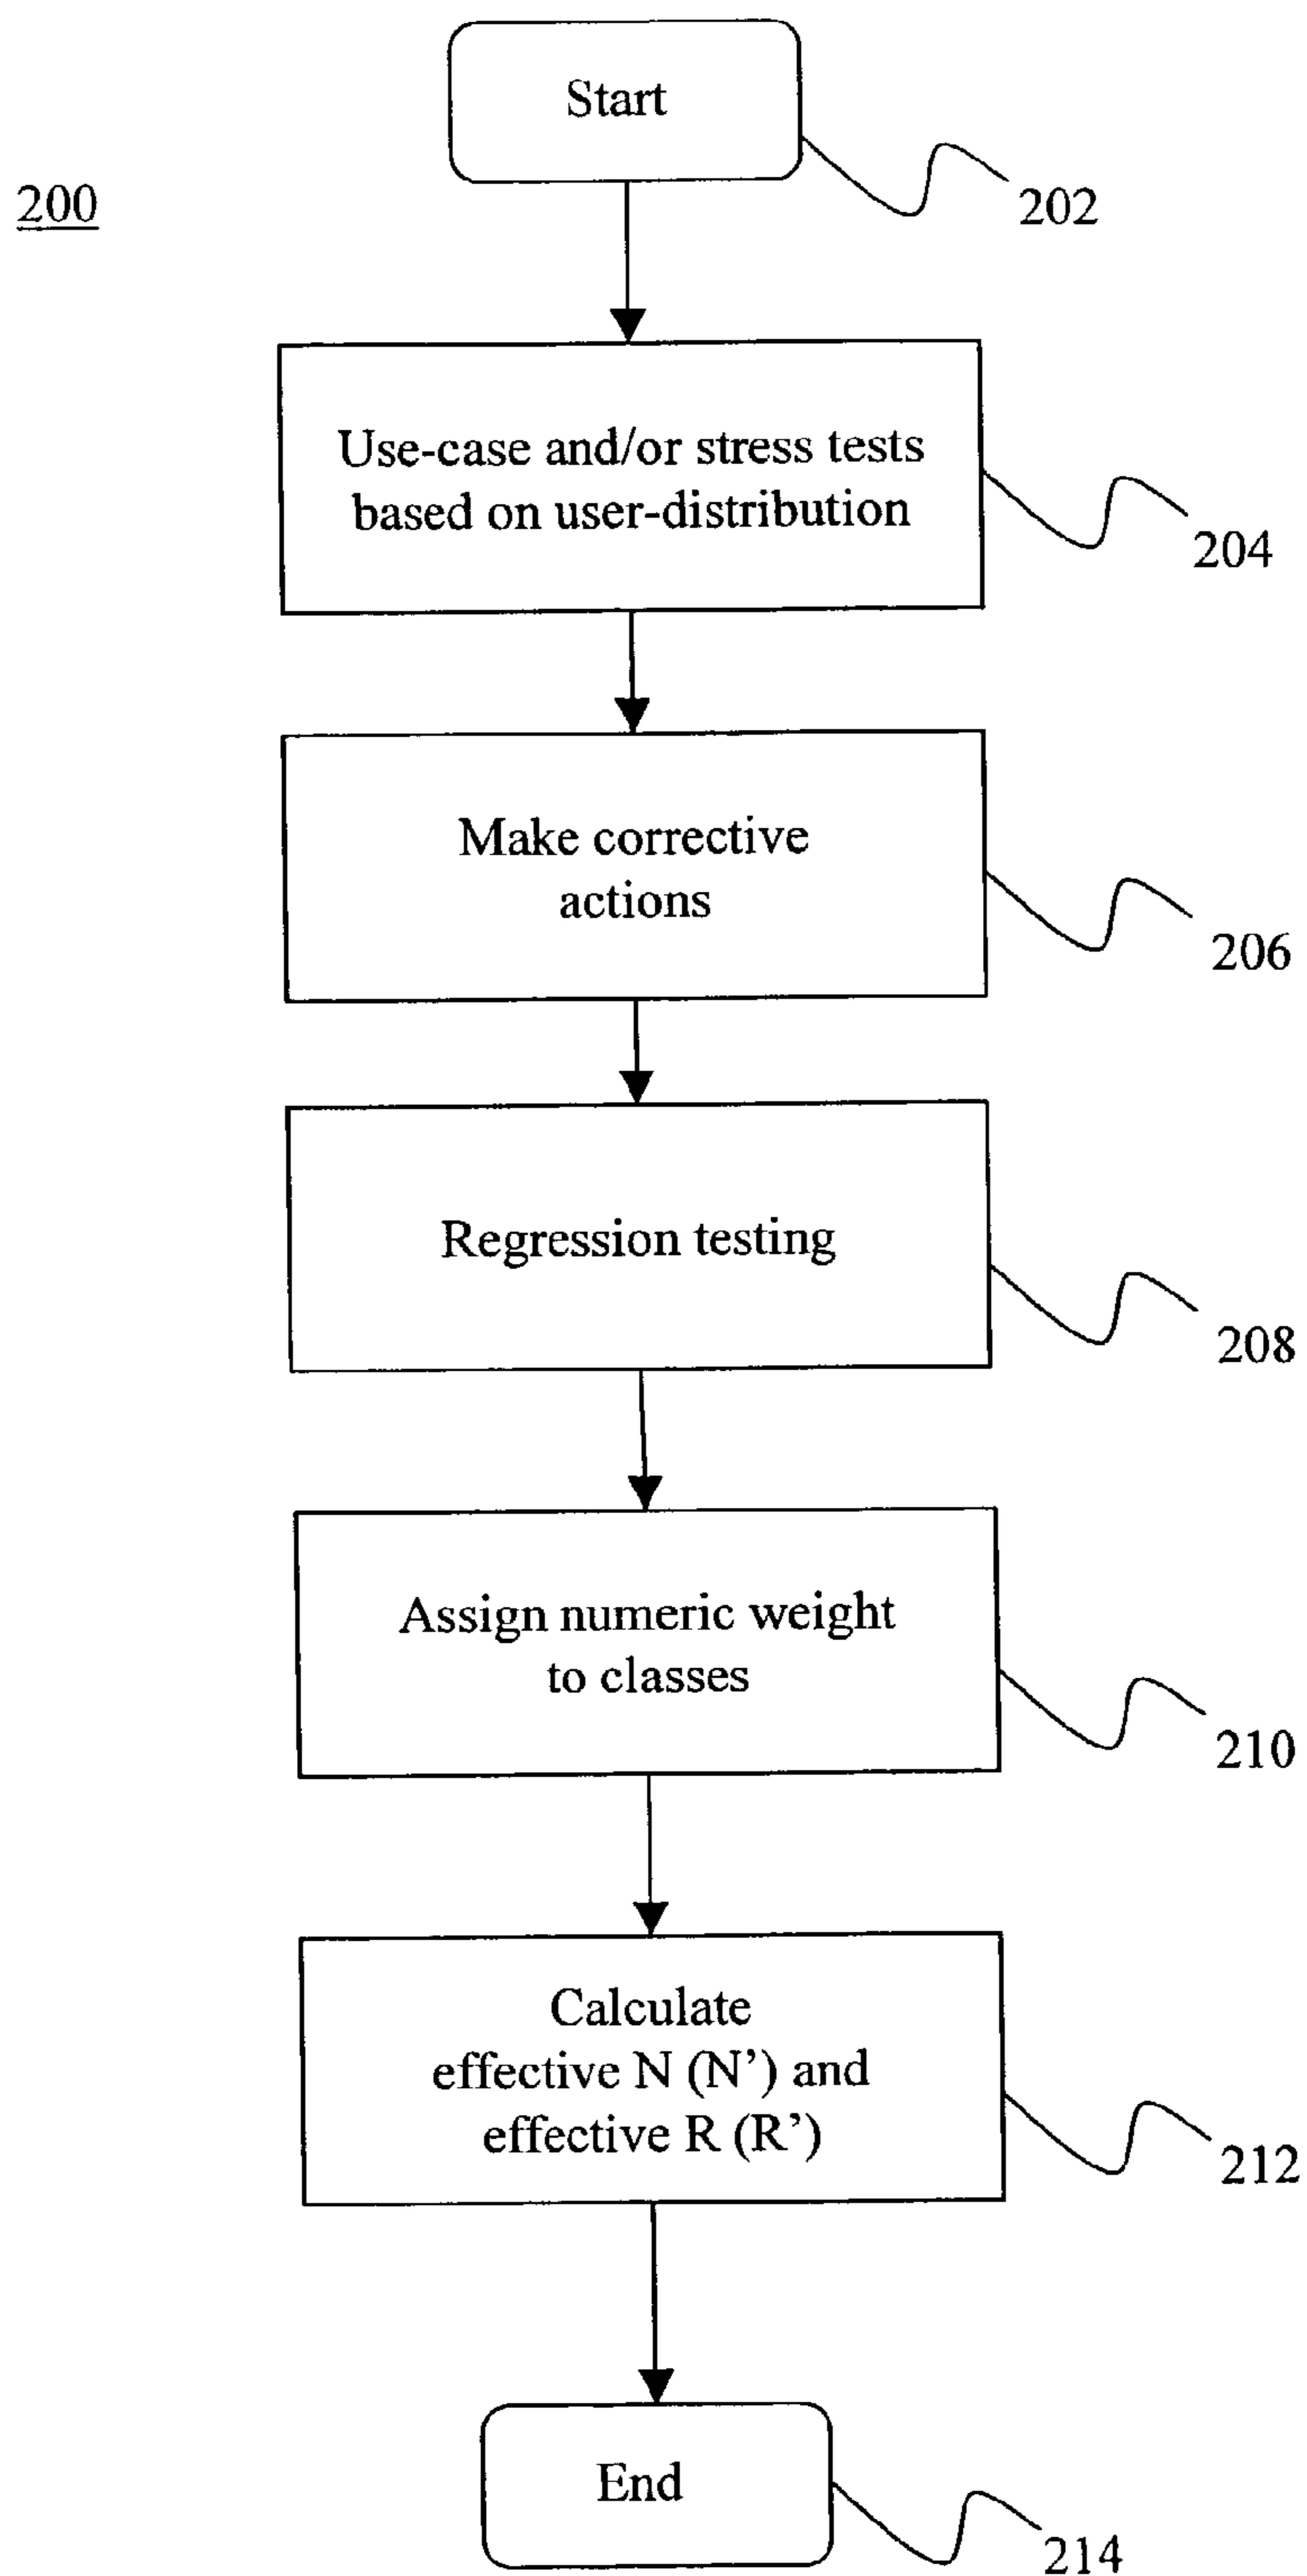 Start
202
200
Use-case and/or stress tests
based on user-distribution
204
Make corrective
actions
206
Regression testing
208
Assign numeric weight
to classes
210
Calculate
effective N (N’) and
effective R (R’)
212
End
214